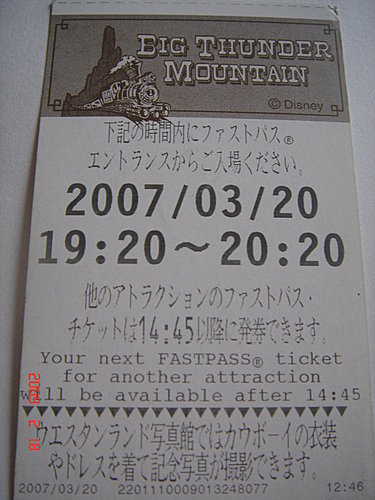 BIG THUNDER
MOUNTAIN
© Disney
下記の時間内にファストパス®
エントランスからご入場ください。
2007/03/20
19:20～20:20
他のアトラクションのファストパス・
チケットは14:45以降に発券できます。
Your next FASTPASS® ticket
for another attraction
will be available after 14:45
ウエスタンランド写真館ではカウボーイの衣装
やドレスを着て記念写真が撮影できます。
2007/03/20 2201110009013248077 12:46